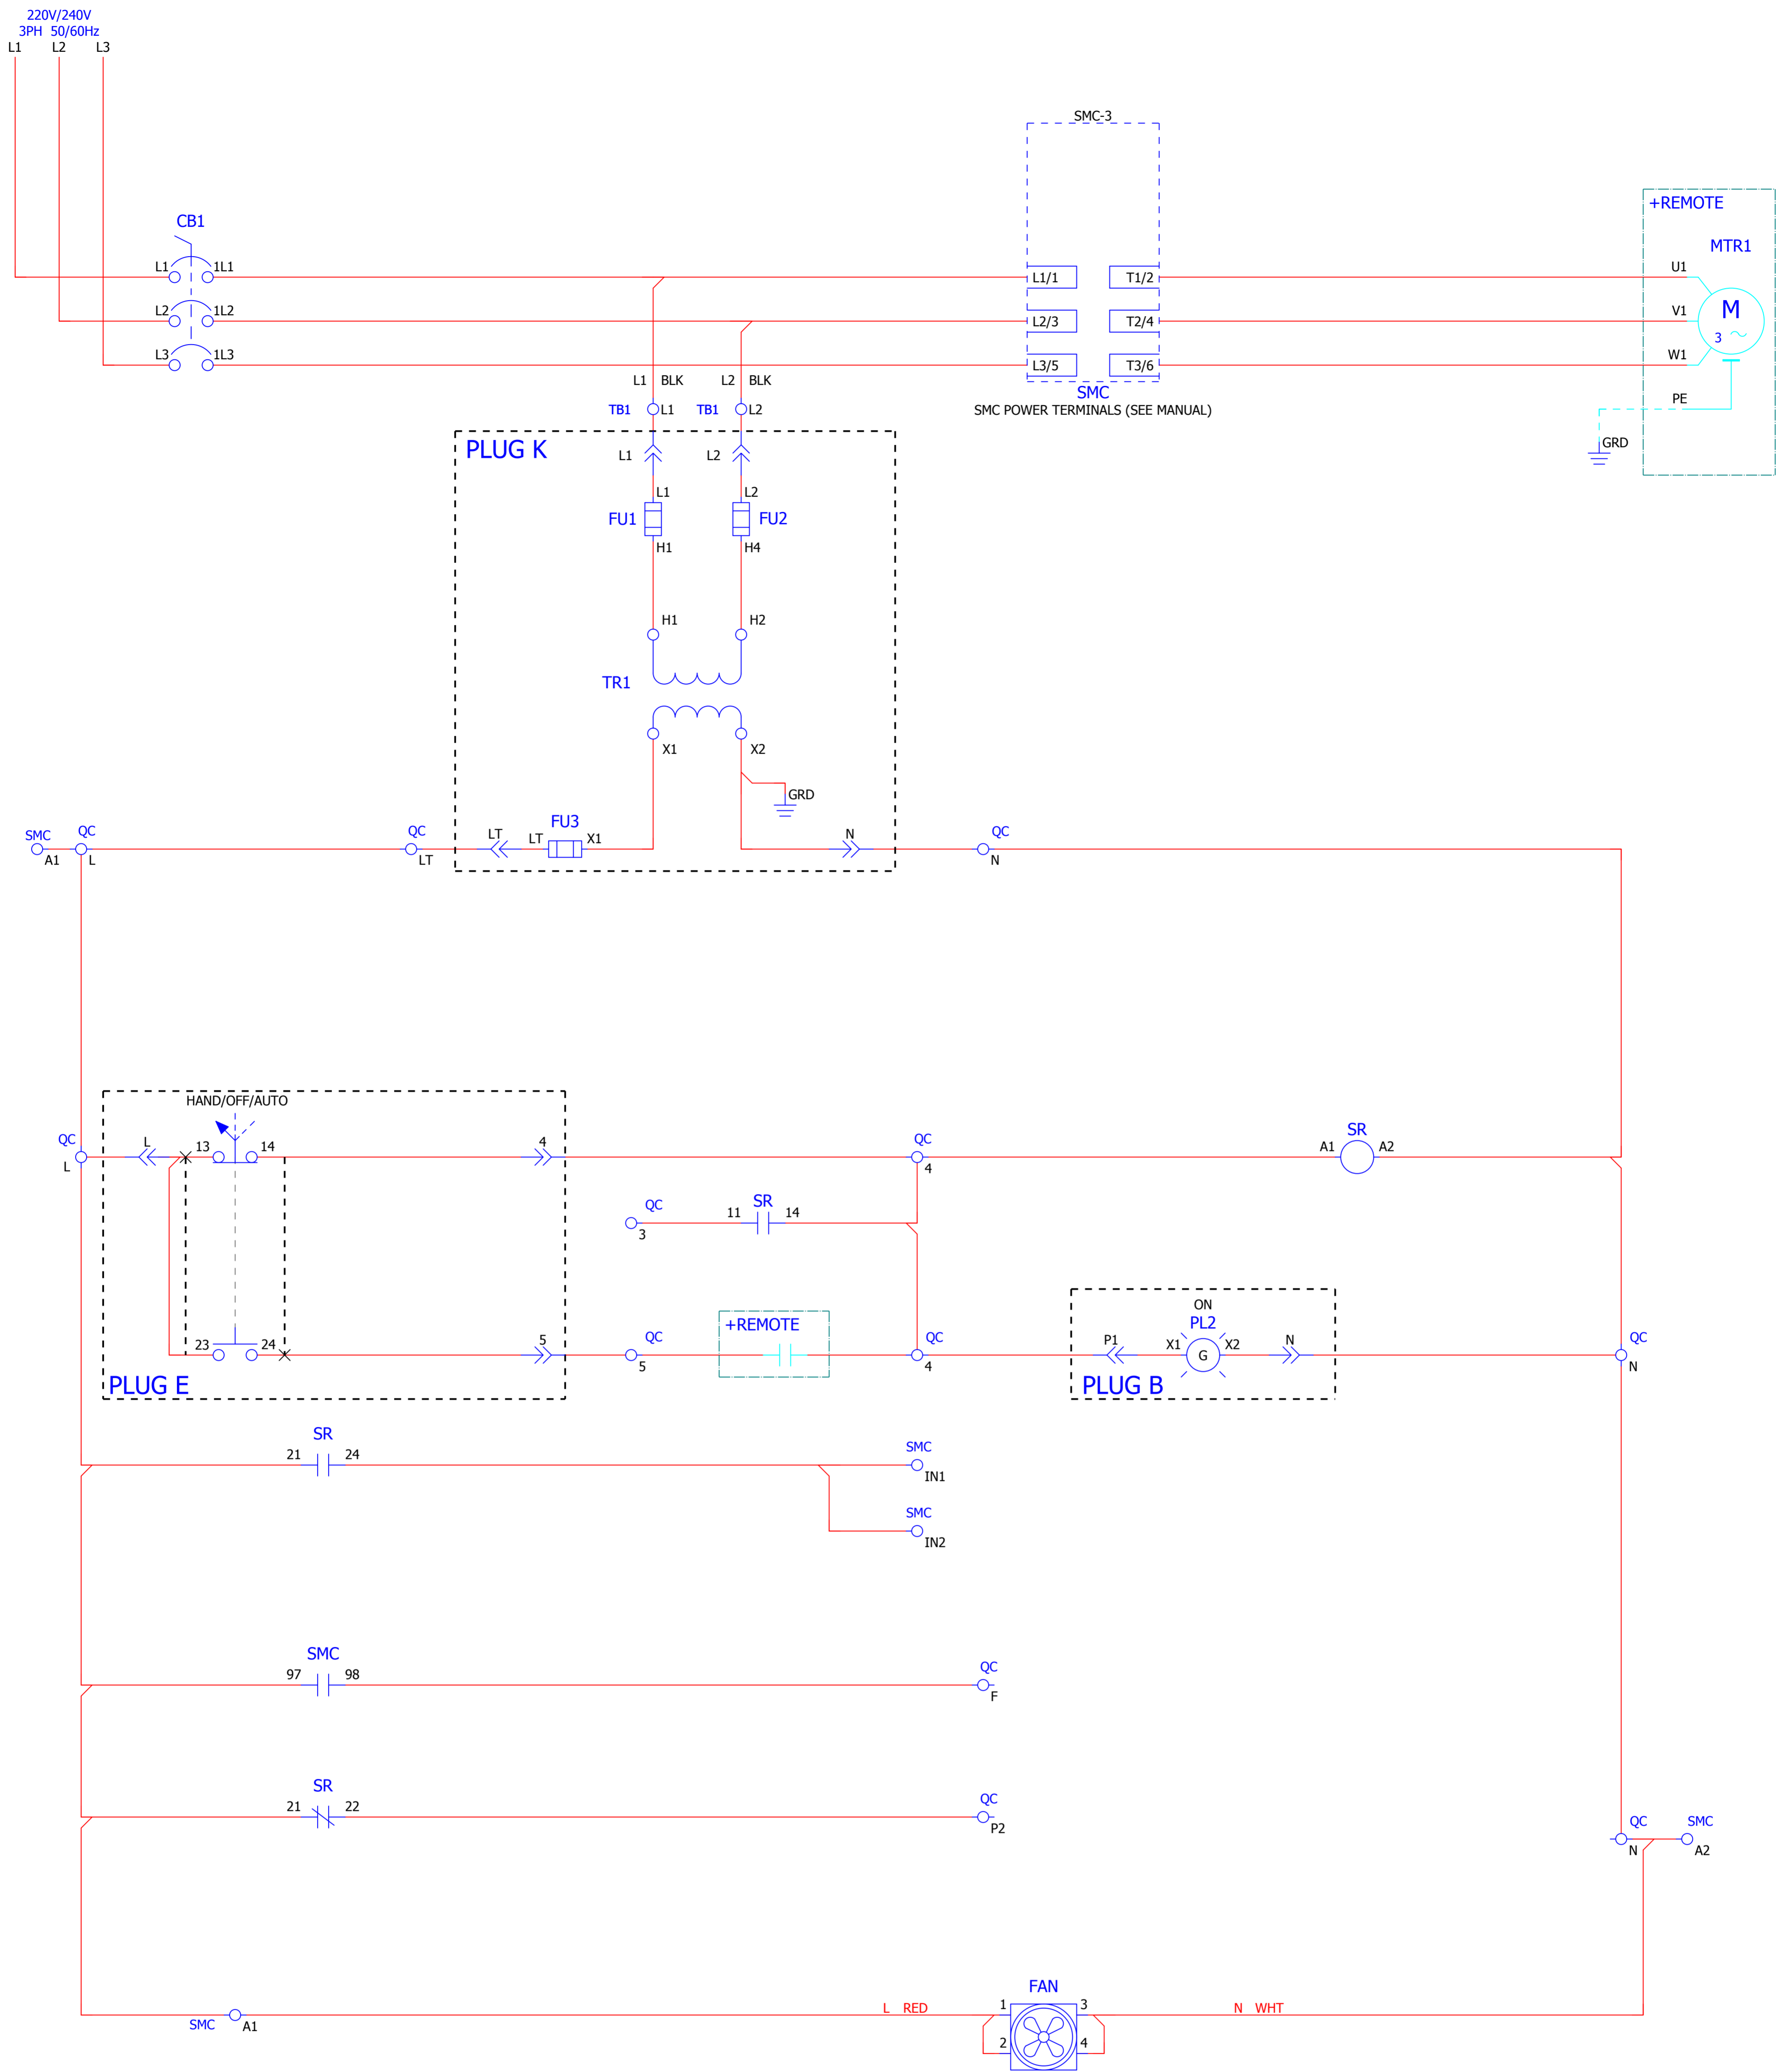 220V/240V
3PH 50/60Hz
L1 L2 L3
SMC-3
CB1
+REMOTE
MTR1
L1 1L1
L1/1 T1/2
U1
L2 1L2
L2/3 T2/4
V1
M
3
L3 1L3
L3/5 T3/6
W1
L1 BLK L2 BLK
SMC
SMC POWER TERMINALS (SEE MANUAL)
PE
GRD
TB1 L1 TB1 L2
PLUG K
L1 L2
L1 L2
FU1 FU2
H1 H4
H1 H2
TR1
X1 X2
GRD
SMC QC QC
A1 L LT
LT LT FU3 X1
N QC
N
HAND/OFF/AUTO
QC L 13 14 4 QC
L 4
SR
A1 A2
QC SR
3 11 14
+REMOTE
ON
PL2
23 24 5 QC QC
5 4
P1 X1 G X2 N QC
N
PLUG E
PLUG B
SR
21 24 SMC
IN1
SMC
IN2
SMC
97 98 QC
F
SR
21 22 QC
P2
QC SMC
N A2
FAN
L RED 1 3 N WHT
SMC A1
2 4